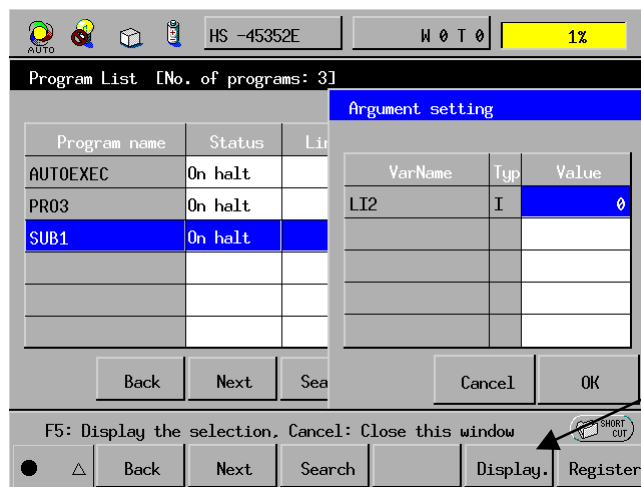 AUTO HS -45352E W 0 T 0 1%
Program List [No. of programs: 3]
Argument setting
Program name Status Lin
VarName Typ Value
AUTOEXEC On halt
LI2 I 0
PRO3 On halt
SUB1 On halt
Back Next Sea
Cancel OK
F5: Display the selection, Cancel: Close this window SHORT CUT
Back Next Search Display. Register